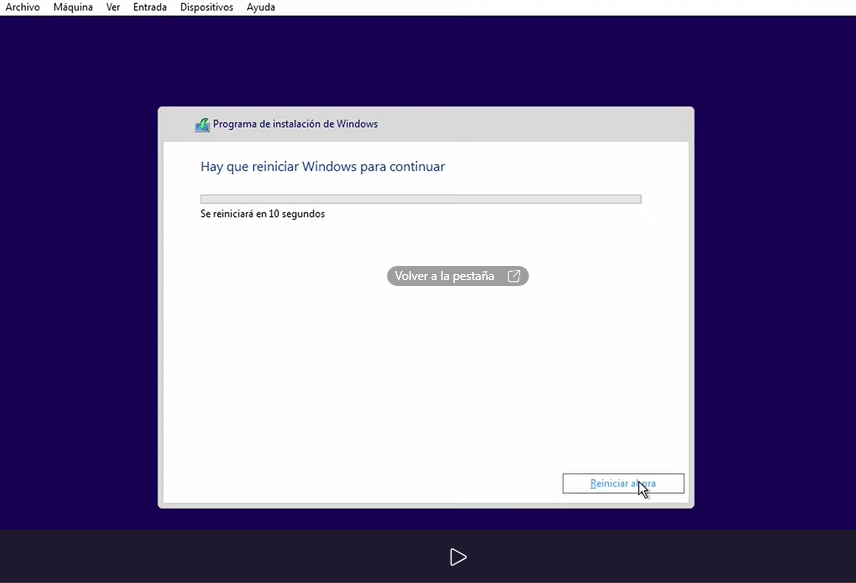 Archivo Máquina Ver Entrada Dispositivos Ayuda
Programa de instalación de Windows
Hay que reiniciar Windows para continuar
Se reiniciará en 10 segundos
Volver a la pestaña
Reiniciar ahora